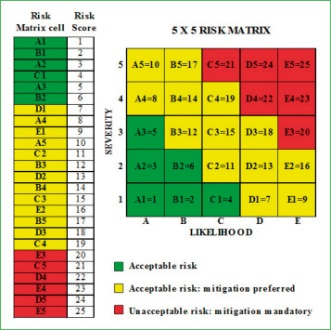 Risk Matrix cell Risk Score
A1 1
B1 2
A2 3
C1 4
A3 5
B2 6
D1 7
A4 8
E1 9
A5 10
C2 11
B3 12
D2 13
B4 14
C3 15
E2 16
B5 17
D3 18
C4 19
E3 20
C5 21
D4 22
E4 23
D5 24
E5 25
5 X 5 RISK MATRIX
SEVERITY
5 A5=10 B5=17 C5=21 D5=24 E5=25
4 A4=8 B4=14 C4=19 D4=22 E4=23
3 A3=5 B3=12 C3=15 D3=18 E3=20
2 A2=3 B2=6 C2=11 D2=13 E2=16
1 A1=1 B1=2 C1=4 D1=7 E1=9
A B C D E
LIKELIHOOD
Acceptable risk
Acceptable risk: mitigation preferred
Unacceptable risk: mitigation mandatory